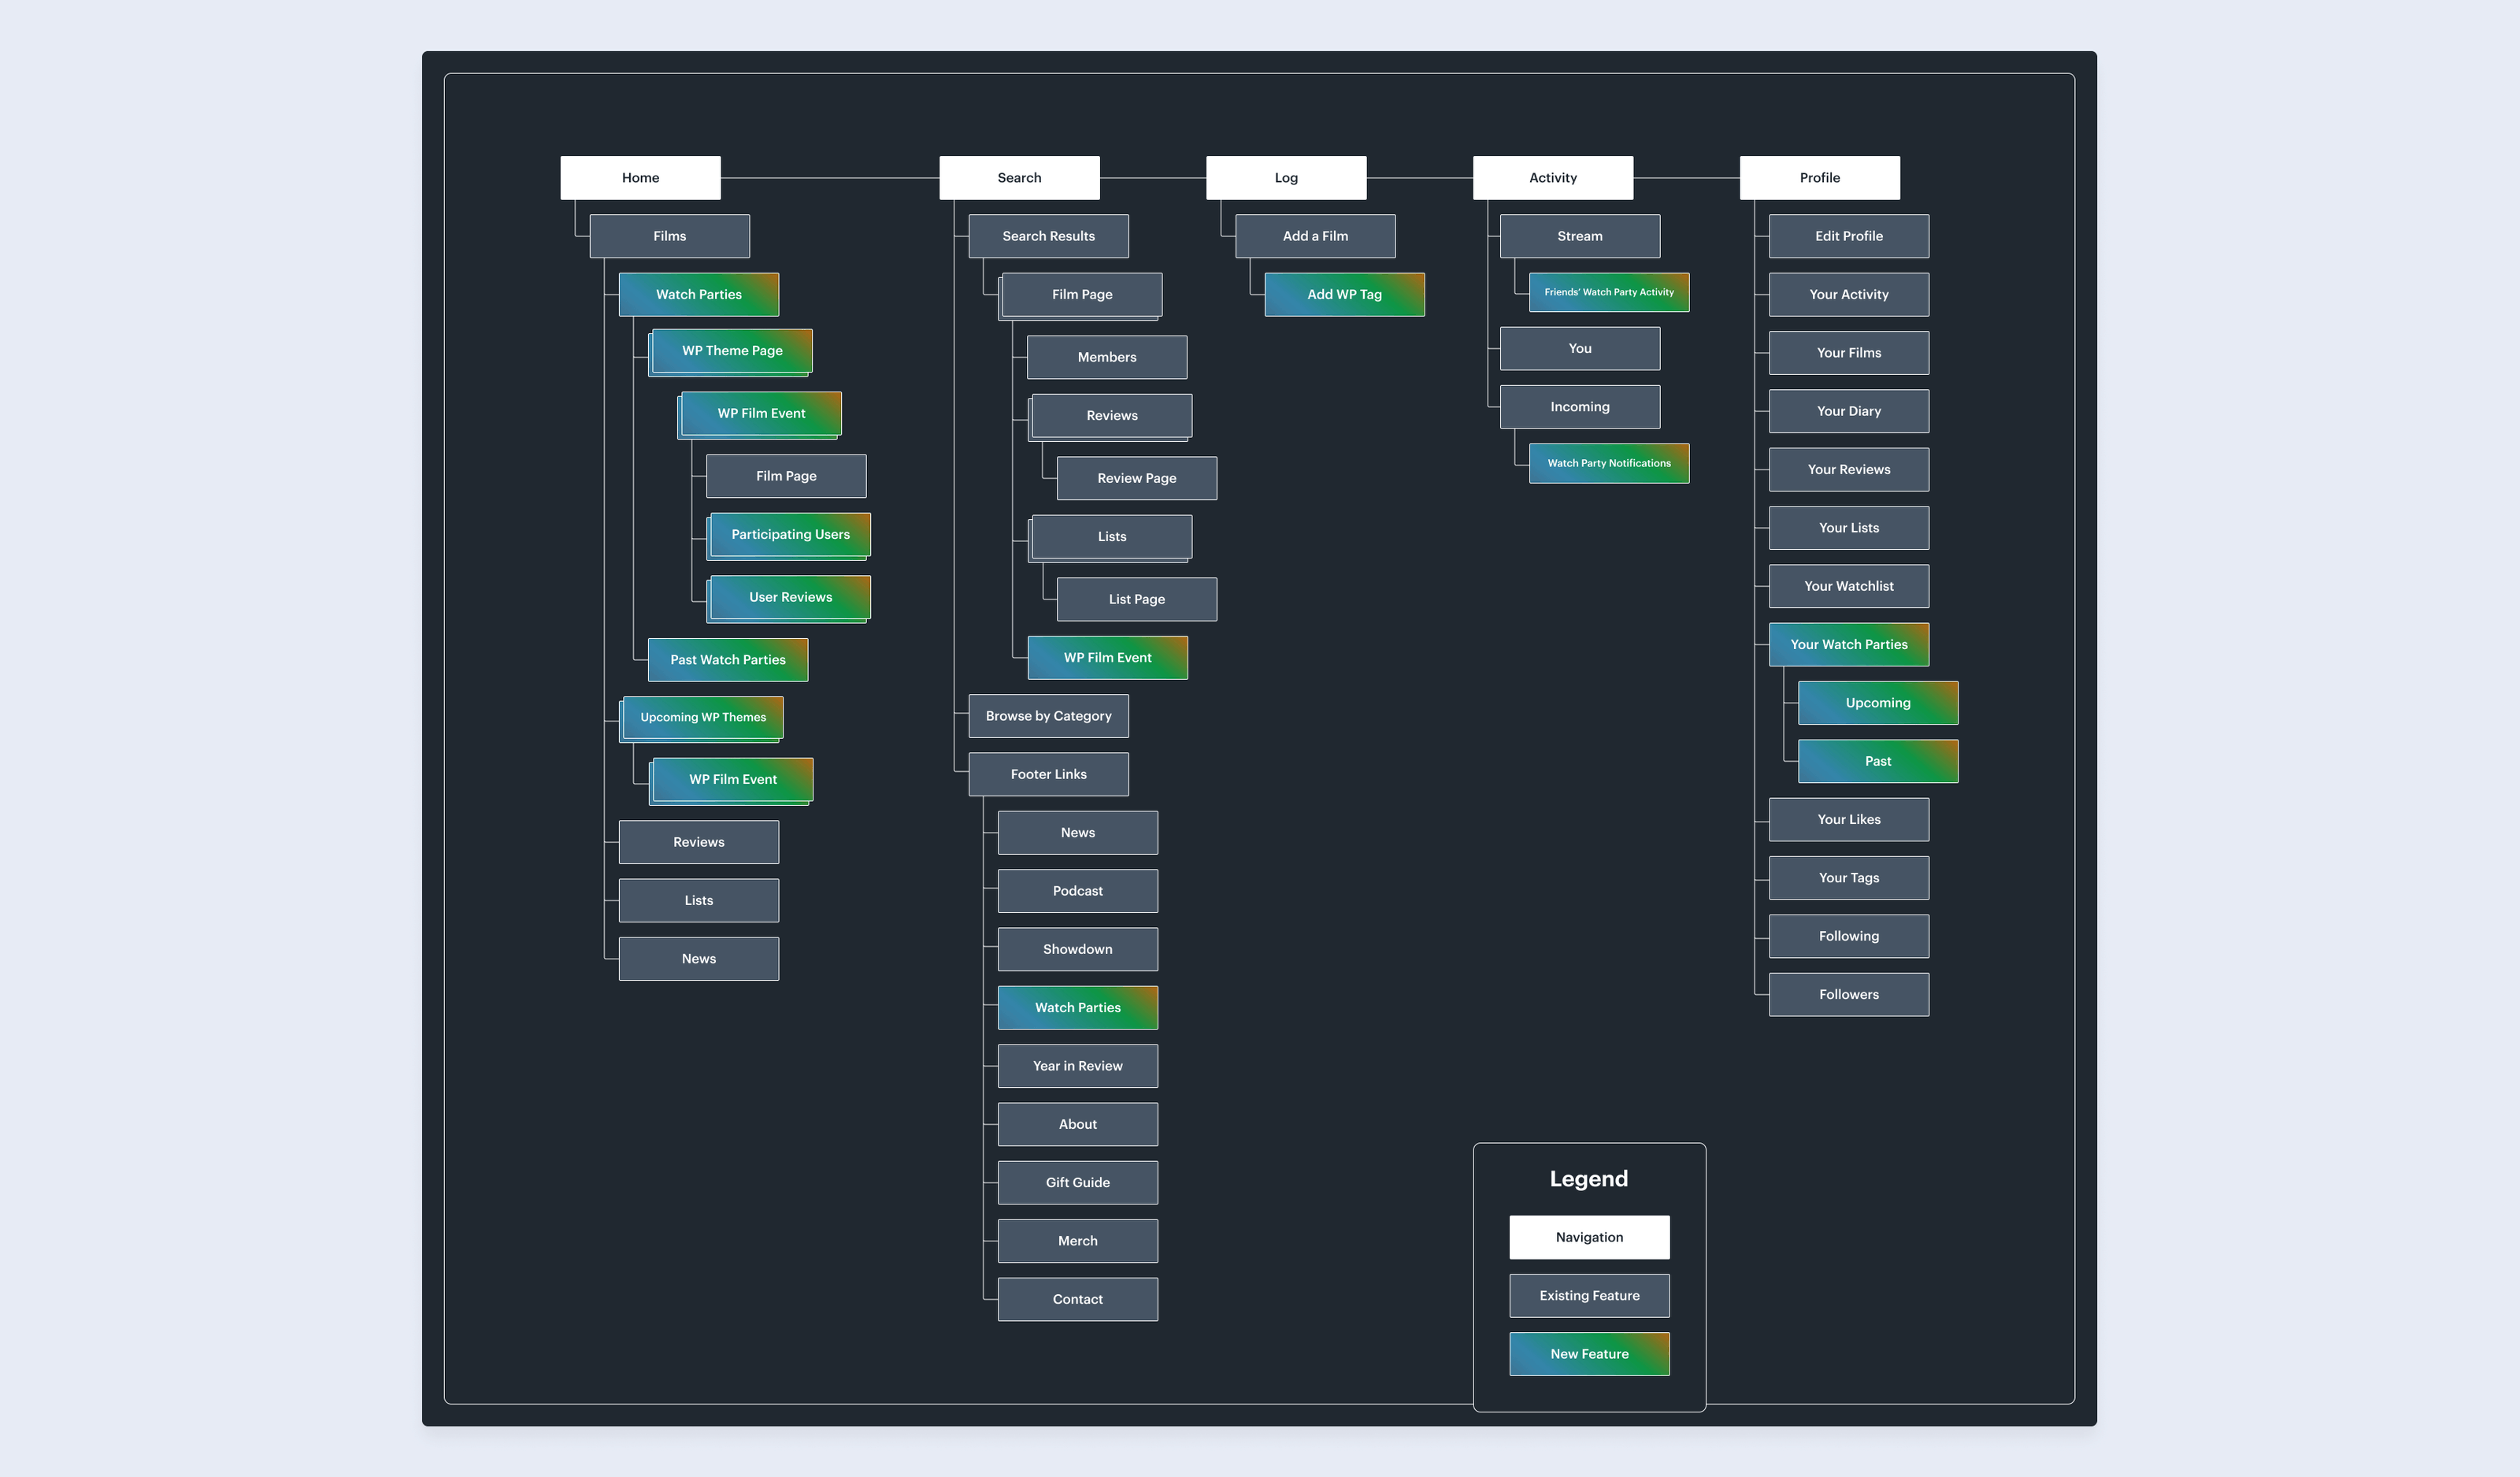 Home
Films
Watch Parties
WP Theme Page
WP Film Event
Film Page
Participating Users
User Reviews
Past Watch Parties
Upcoming WP Themes
WP Film Event
Reviews
Lists
News
Search
Search Results
Film Page
Members
Reviews
Review Page
Lists
List Page
WP Film Event
Browse by Category
Footer Links
News
Podcast
Showdown
Watch Parties
Year in Review
About
Gift Guide
Merch
Contact
Log
Add a Film
Add WP Tag
Activity
Stream
Friends’ Watch Party Activity
You
Incoming
Watch Party Notifications
Profile
Edit Profile
Your Activity
Your Films
Your Diary
Your Reviews
Your Lists
Your Watchlist
Your Watch Parties
Upcoming
Past
Your Likes
Your Tags
Following
Followers
Legend
Navigation
Existing Feature
New Feature